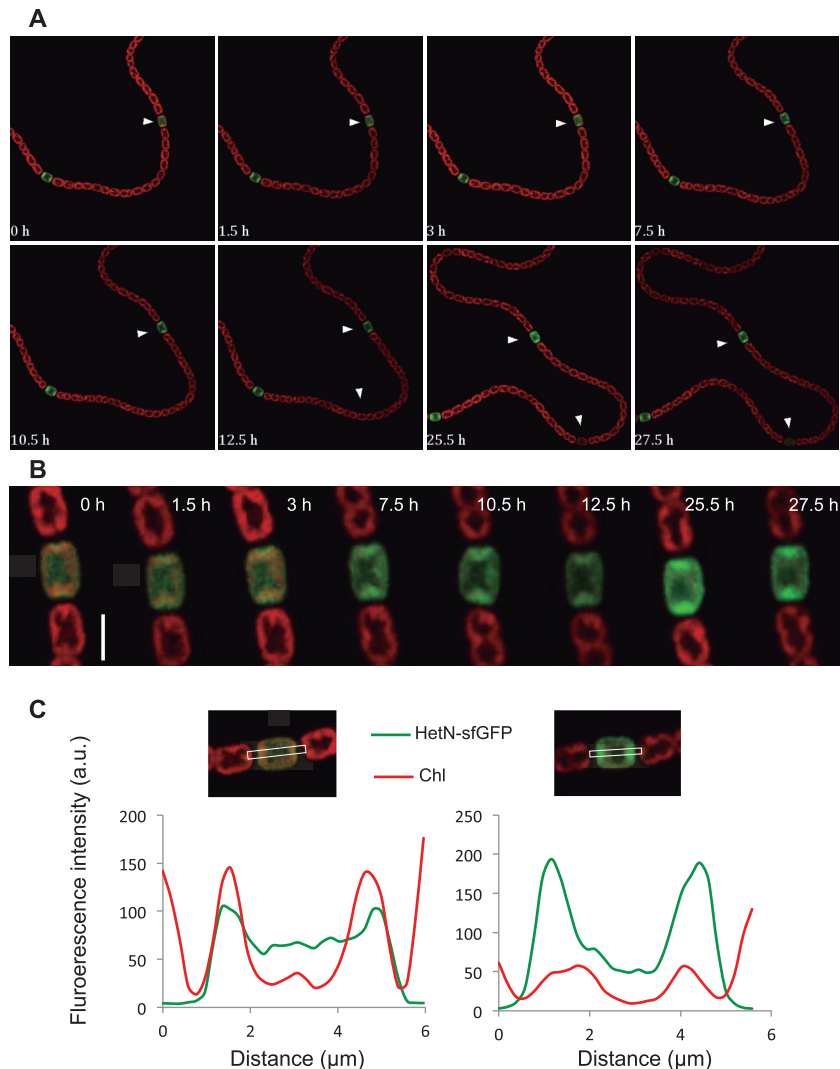 A
0 h
1.5 h
3 h
7.5 h
10.5 h
12.5 h
25.5 h
27.5 h
B
0 h 1.5 h 3 h 7.5 h 10.5 h 12.5 h 25.5 h 27.5 h
C
HetN-sfGFP
Chl
Fluroerescence intensity (a.u.)
200
150
100
50
0
0 2 4 6
Distance (µm)
250
200
150
100
50
0
0 2 4 6
Distance (µm)